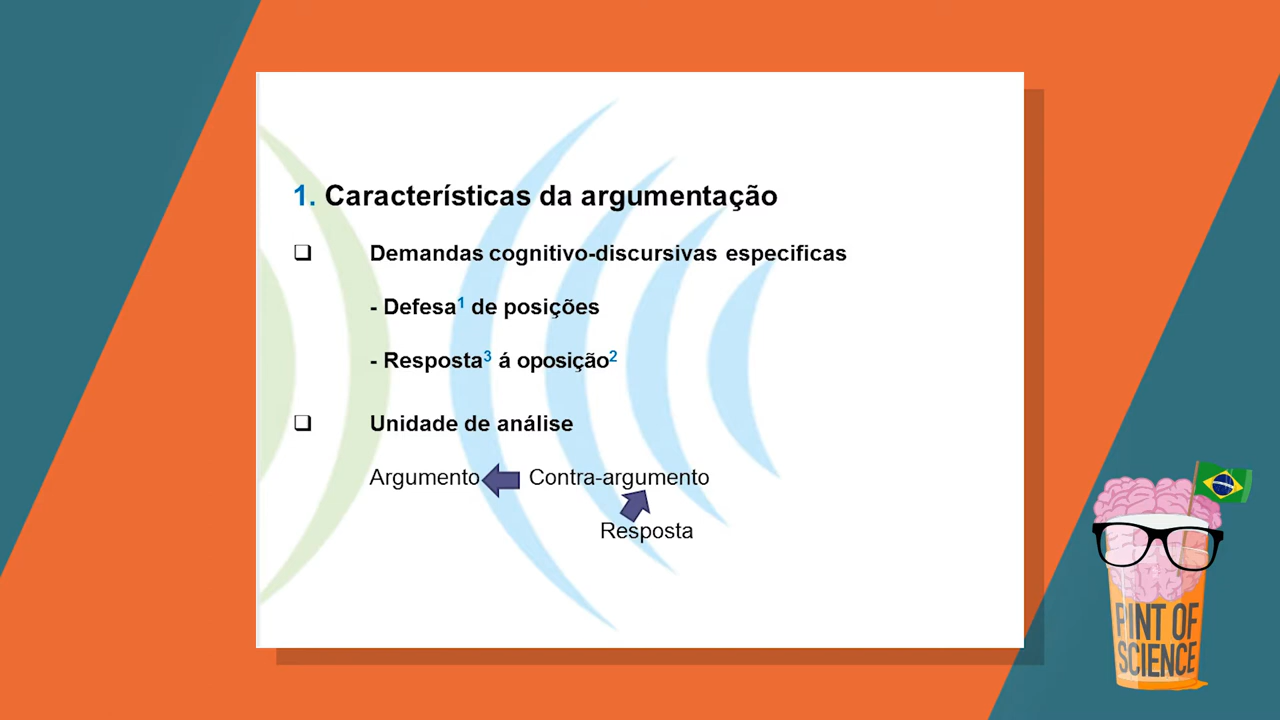 1. Características da argumentação
❑ Demandas cognitivo-discursivas especificas
- Defesa¹ de posições
- Resposta³ á oposição²
❑ Unidade de análise
Argumento Contra-argumento
Resposta
PINT OF
SCIENCE